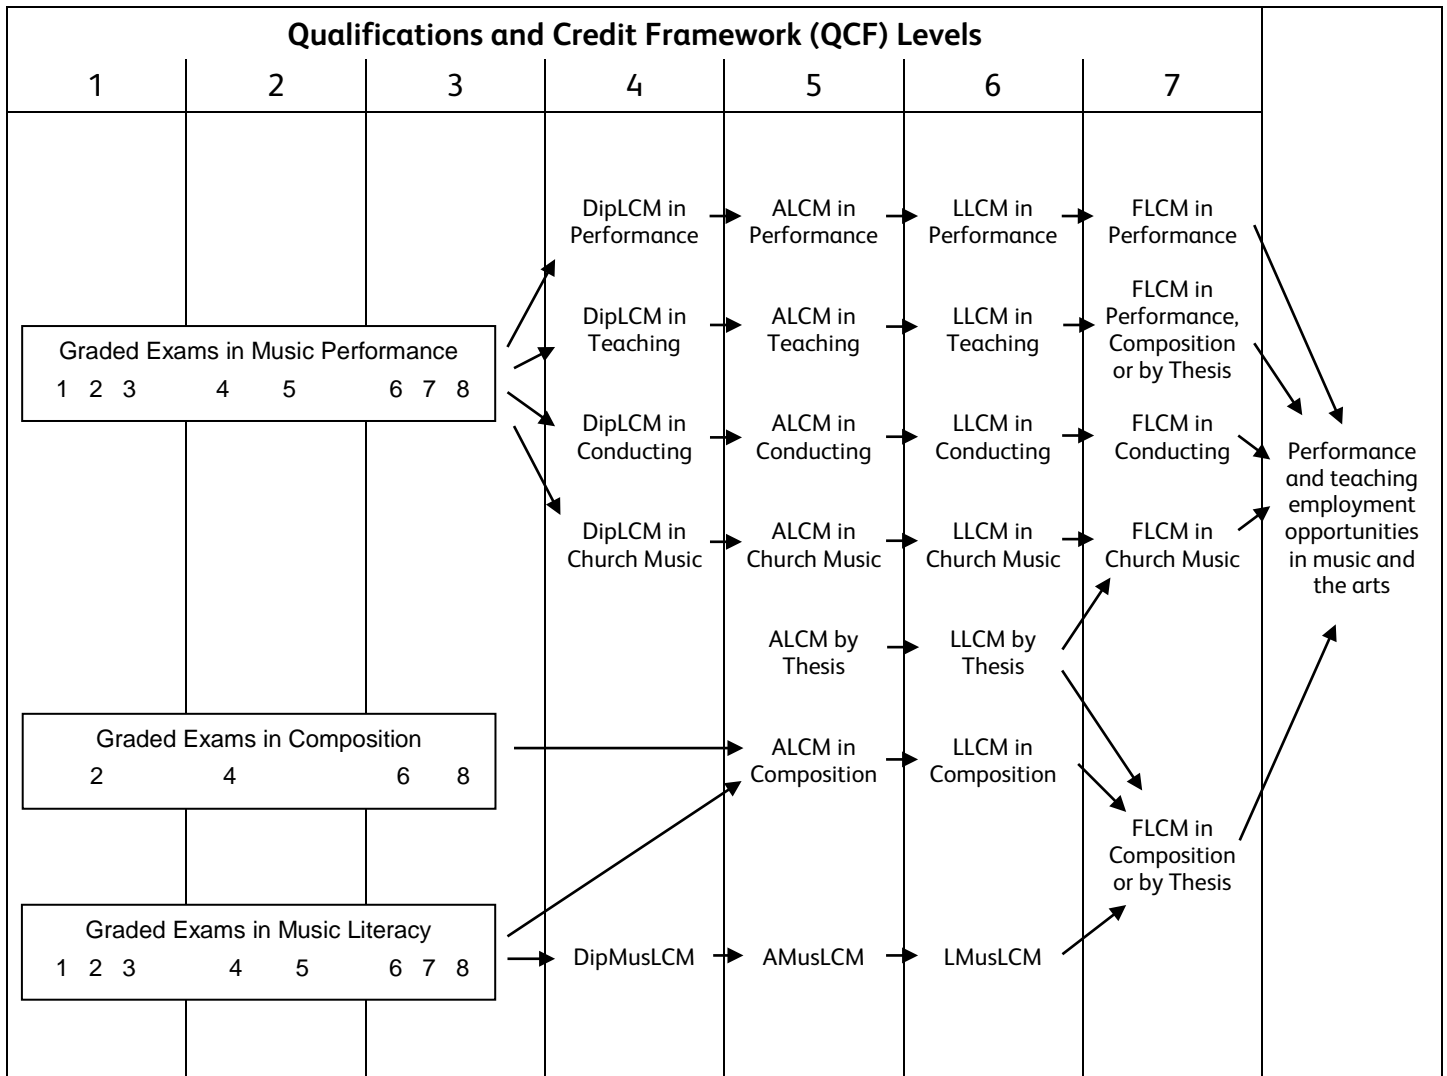 Qualifications and Credit Framework (QCF) Levels
1 2 3 4 5 6 7
DipLCM in
Performance
ALCM in
Performance
LLCM in
Performance
FLCM in
Performance
Graded Exams in Music Performance
1 2 3 4 5 6 7 8
DipLCM in
Teaching
ALCM in
Teaching
LLCM in
Teaching
FLCM in
Performance,
Composition
or by Thesis
DipLCM in
Conducting
ALCM in
Conducting
LLCM in
Conducting
FLCM in
Conducting
Performance
and teaching
employment
opportunities
in music and
the arts
DipLCM in
Church Music
ALCM in
Church Music
LLCM in
Church Music
FLCM in
Church Music
ALCM by
Thesis
LLCM by
Thesis
Graded Exams in Composition
2 4 6 8
ALCM in
Composition
LLCM in
Composition
FLCM in
Composition
or by Thesis
Graded Exams in Music Literacy
1 2 3 4 5 6 7 8
DipMusLCM
AMusLCM
LMusLCM